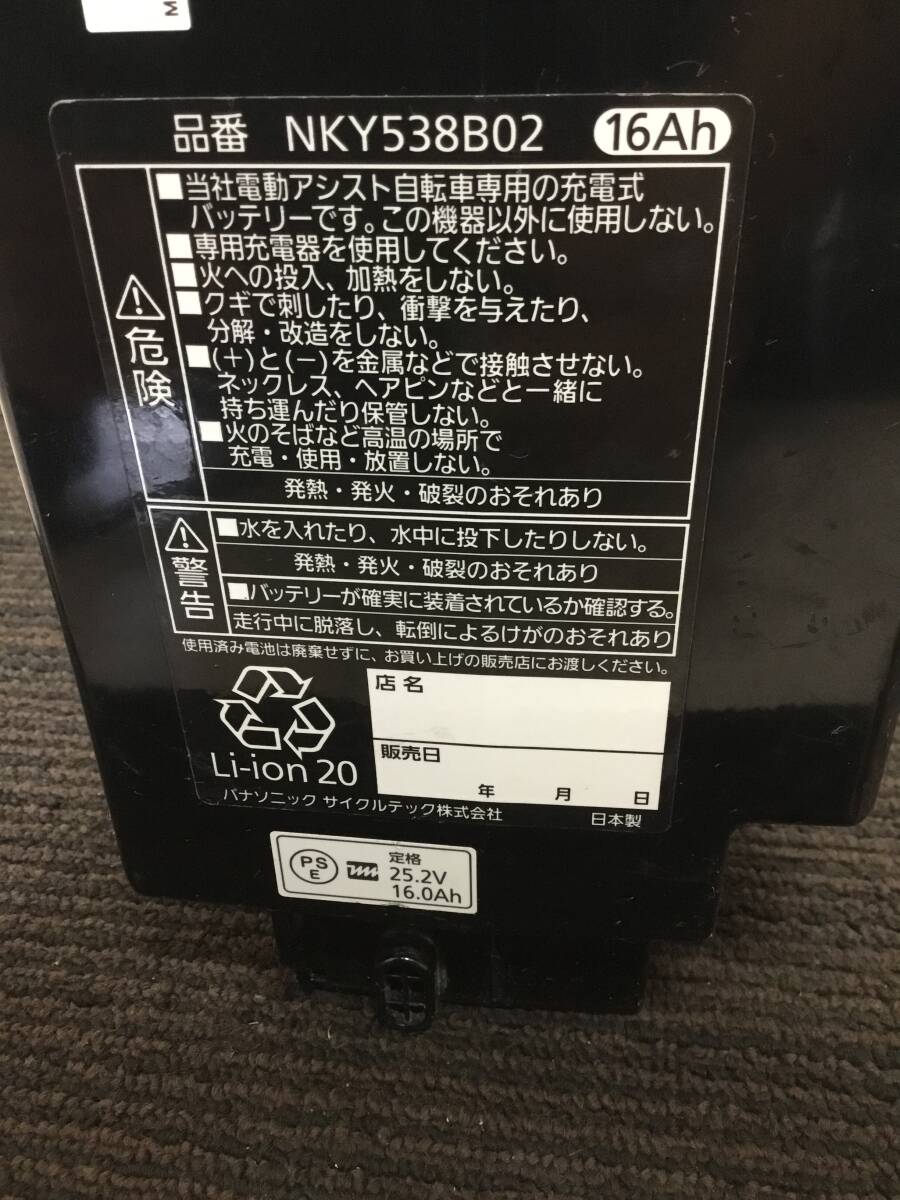 M
品番 NKY538B02 16Ah
危険
■当社電動アシスト自転車専用の充電式
バッテリーです。この機器以外に使用しない。
■専用充電器を使用してください。
■火への投入、加熱をしない。
■クギで刺したり、衝撃を与えたり、
分解・改造をしない。
■(+)と(−)を金属などで接触させない。
ネックレス、ヘアピンなどと一緒に
持ち運んだり保管しない。
■火のそばなど高温の場所で
充電・使用・放置しない。
発熱・発火・破裂のおそれあり
警告
■水を入れたり、水中に投下したりしない。
発熱・発火・破裂のおそれあり
■バッテリーが確実に装着されているか確認する。
走行中に脱落し、転倒によるけがのおそれあり
使用済み電池は廃棄せずに、お買い上げの販売店にお渡しください。
店名
販売日
年 月 日
Li-ion 20
パナソニック サイクルテック株式会社
日本製
PS
E
定格
25.2V
16.0Ah